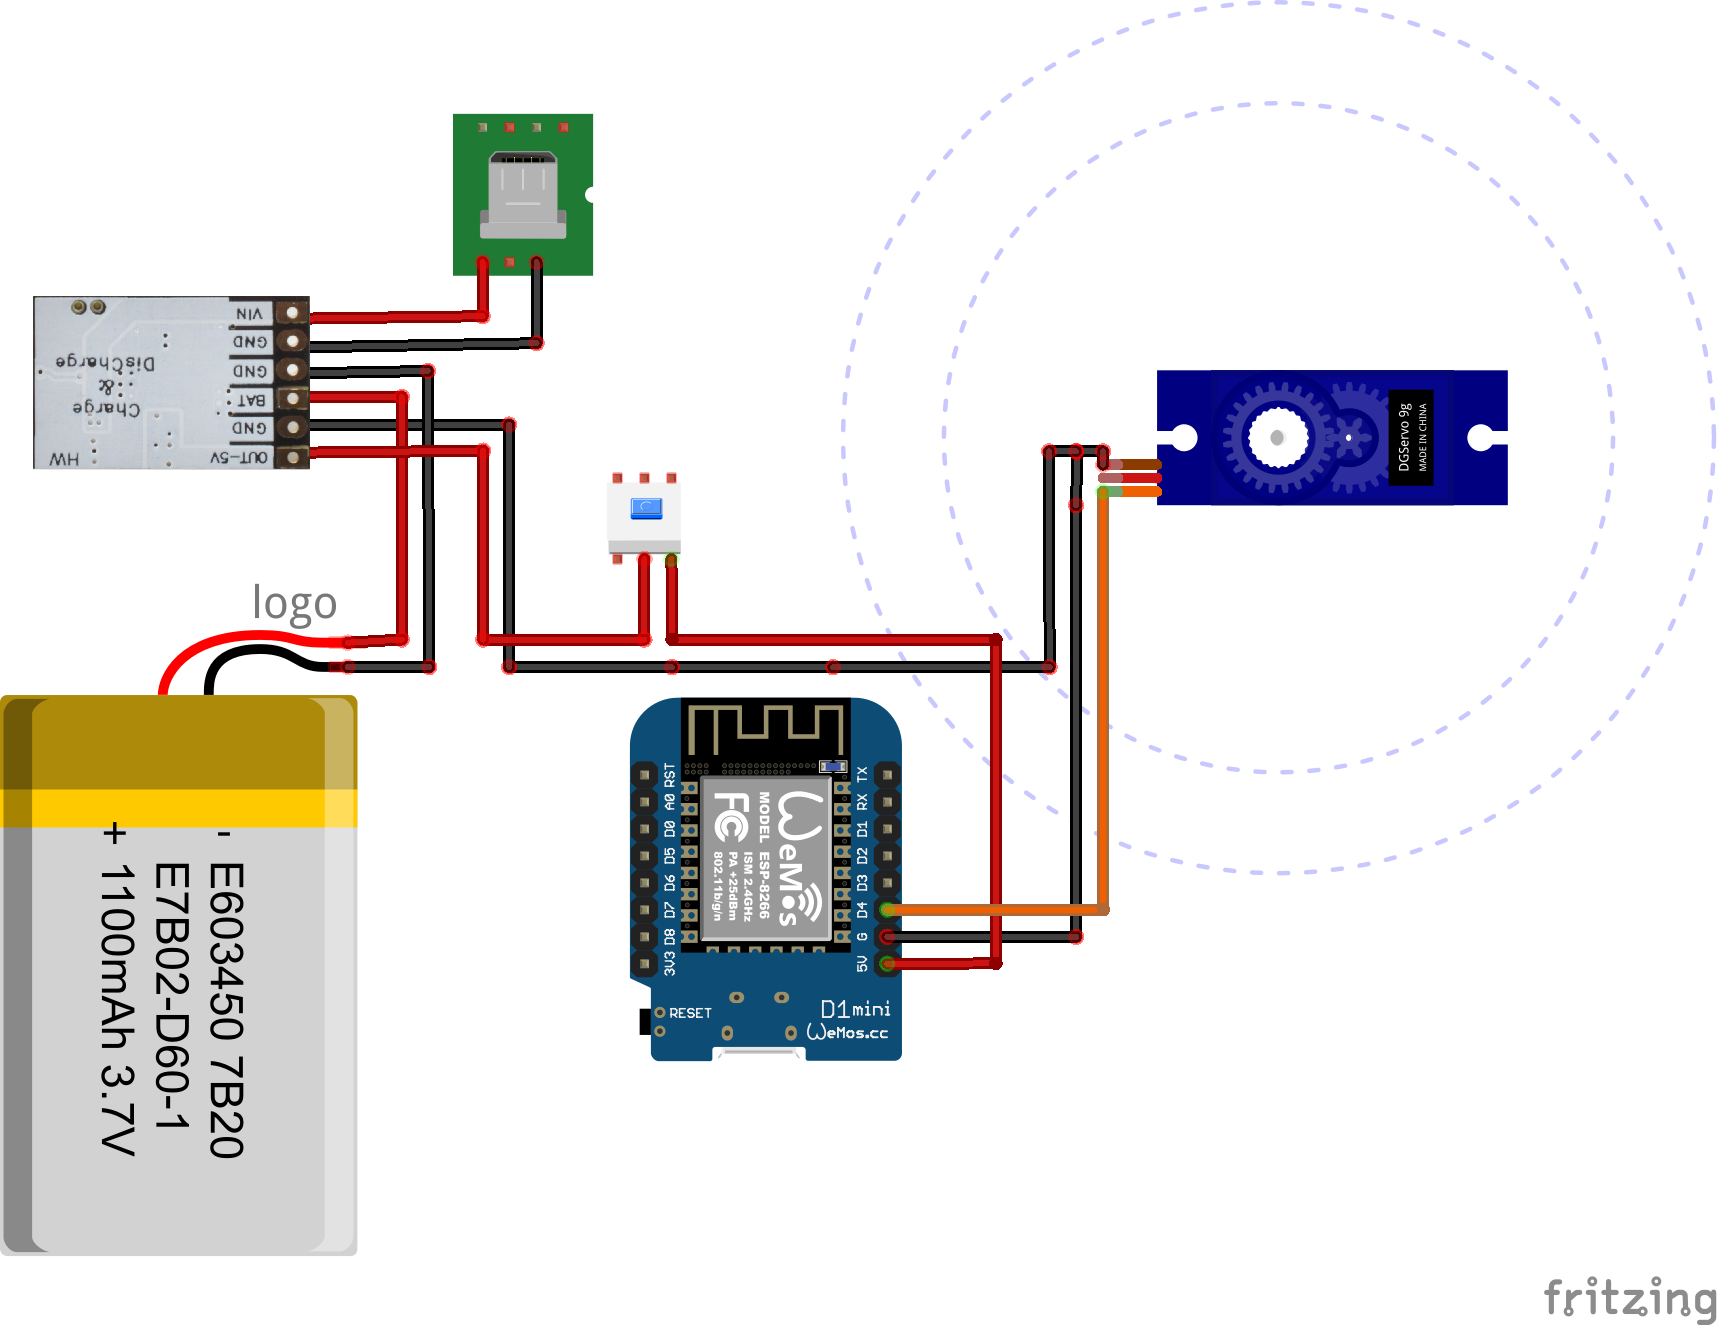 VIN
GND
GND
BAT
GND
OUT-5V
DisCharge
&
Charge
HW
logo
- E603450 7B20
E7B02-D60-1
+ 1100mAh 3.7V
RST
A0
D0
D5
D6
D7
D8
3V3
TX
RX
D1
D2
D3
D4
G
5V
WeMos
MODEL ESP-8266
ISM 2.4GHz
PA +25dBm
802.11b/g/n
FC
RESET
D1mini
WeMos.cc
DGServo 9g
MADE IN CHINA
fritzing